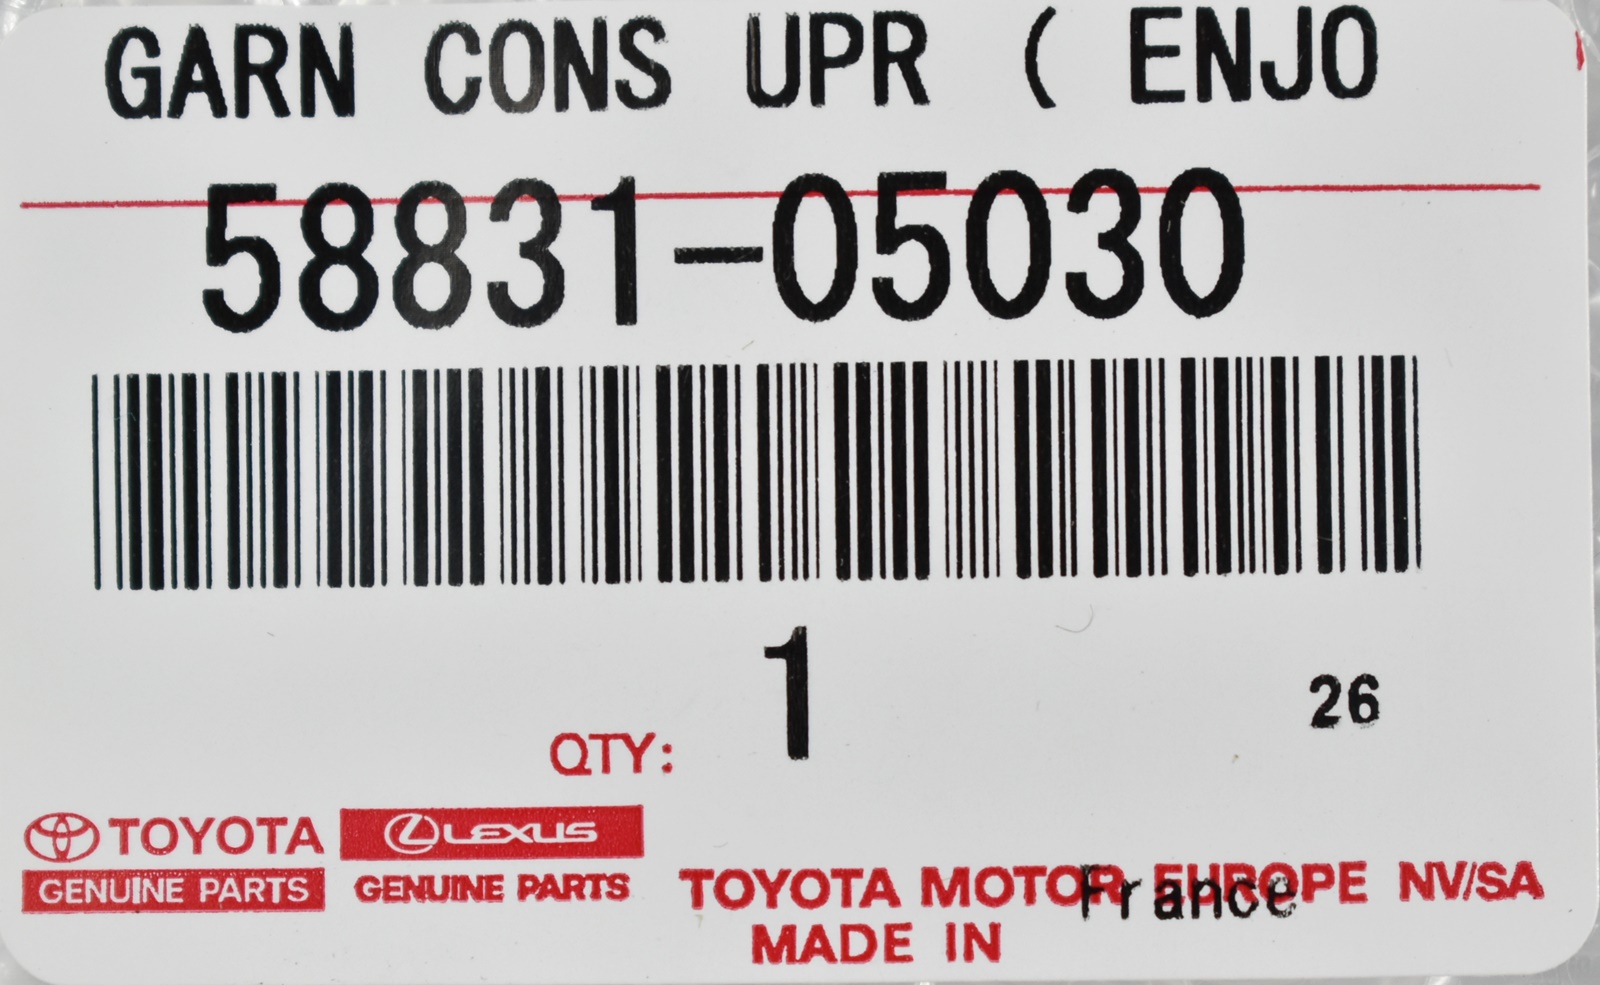 GARN CONS UPR ( ENJO
58831-05030
1
26
QTY:
TOYOTA
GENUINE PARTS
LEXUS
GENUINE PARTS
TOYOTA MOTOR EUROPE NV/SA
France
MADE IN